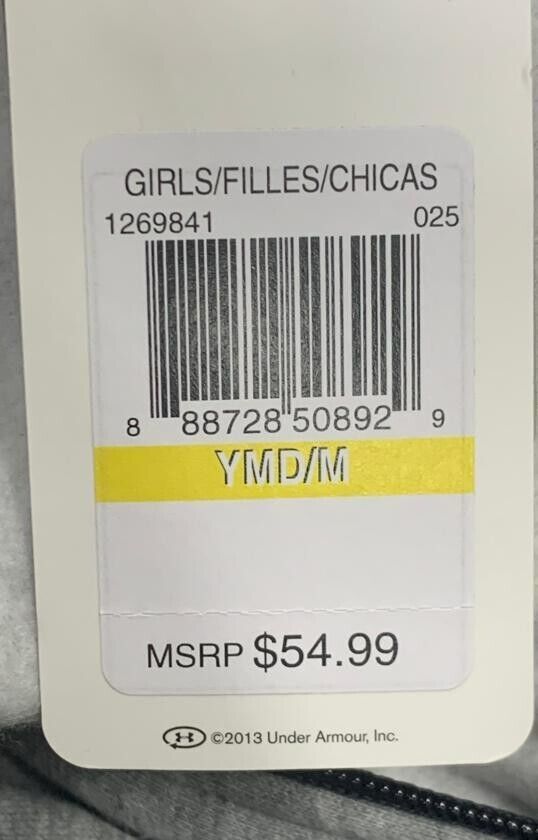 GIRLS/FILLES/CHICAS
1269841 025
8 88728 50892 9
YMD/M
MSRP $54.99
©2013 Under Armour, Inc.